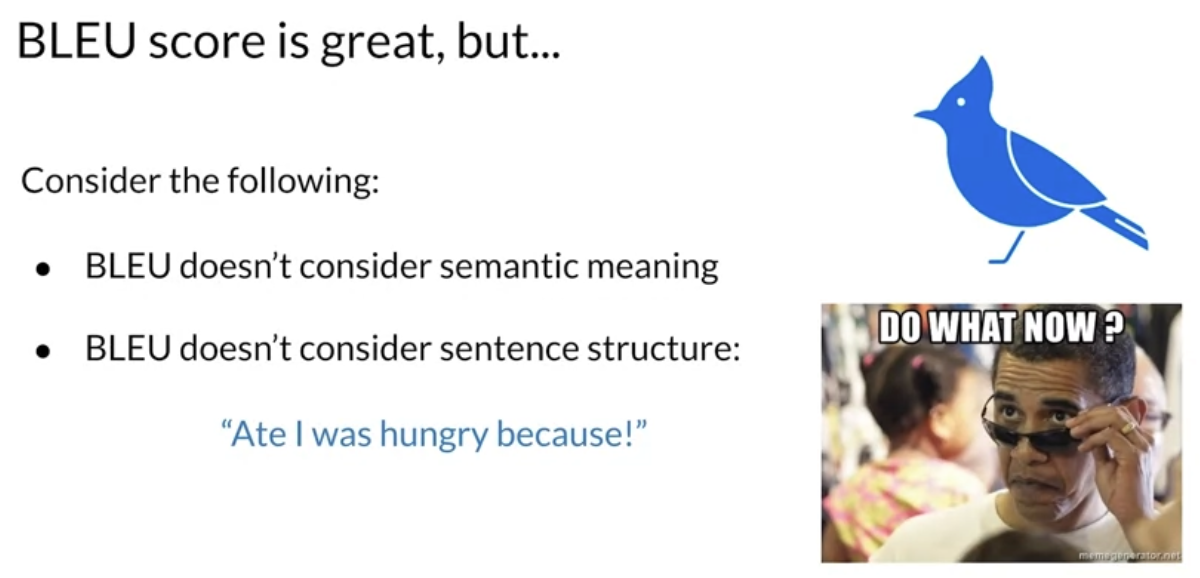 BLEU score is great, but...
Consider the following:
● BLEU doesn’t consider semantic meaning
● BLEU doesn’t consider sentence structure:
“Ate I was hungry because!”
DO WHAT NOW ?
memegenerator.net